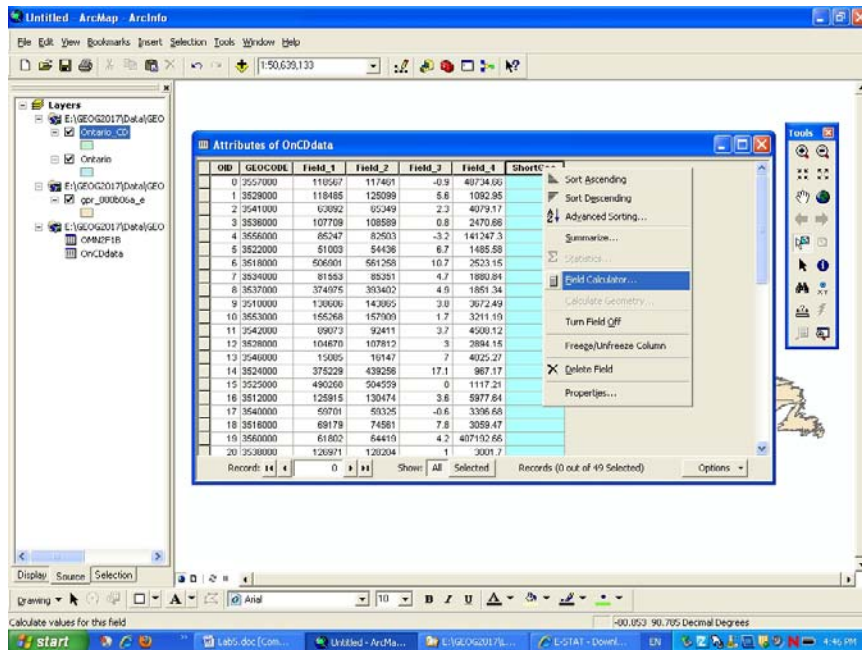 Untitled - ArcMap - ArcInfo
File Edit View Bookmarks Insert Selection Tools Window Help
1:50,639,133
Layers
E:\GEOG2017\Data\GEO
Ontario_CD
Ontario
E:\GEOG2017\Data\GEO
gpr_000b06a_e
E:\GEOG2017\Data\GEO
OMN2F1B
OnCDdata
Display Source Selection
Attributes of OnCDdata
OID GEOCODE Field_1 Field_2 Field_3 Field_4
0 3557000 118567 117461 -0.9 48734.66
1 3529000 118485 125099 5.6 1092.95
2 3541000 63892 65349 2.3 4079.17
3 3536000 107709 108589 0.8 2470.66
4 3556000 85247 82503 -3.2 141247.3
5 3522000 51003 54436 6.7 1485.58
6 3518000 506901 561258 10.7 2523.15
7 3534000 81553 85351 4.7 1880.84
8 3537000 374975 393402 4.9 1851.34
9 3510000 138606 143865 3.8 3672.49
10 3553000 155268 157909 1.7 3211.19
11 3542000 89073 92411 3.7 4508.12
12 3528000 104670 107812 3 2894.15
13 3546000 15085 16147 7 4025.27
14 3524000 375229 439256 17.1 967.17
15 3525000 490268 504559 0 1117.21
16 3512000 125915 130474 3.6 5977.64
17 3540000 59701 59325 -0.6 3396.68
18 3516000 69179 74561 7.8 3059.47
19 3560000 61802 64419 4.2 407192.66
20 3538000 126971 128204 1 3001.7
Record: 0 Show: All Selected Records (0 out of 49 Selected) Options
Sort Ascending
Sort Descending
Advanced Sorting...
Summarize...
Statistics...
Field Calculator...
Calculate Geometry...
Turn Field Off
Freeze/Unfreeze Column
Delete Field
Properties...
Tools
Drawing A Arial 10 B I U A
Calculate values for this field
-80.853 90.785 Decimal Degrees
start Lab5.doc [Com... Untitled - ArcMa... E:\GEOG2017\L... E-STAT - Downl... EN 4:46 PM